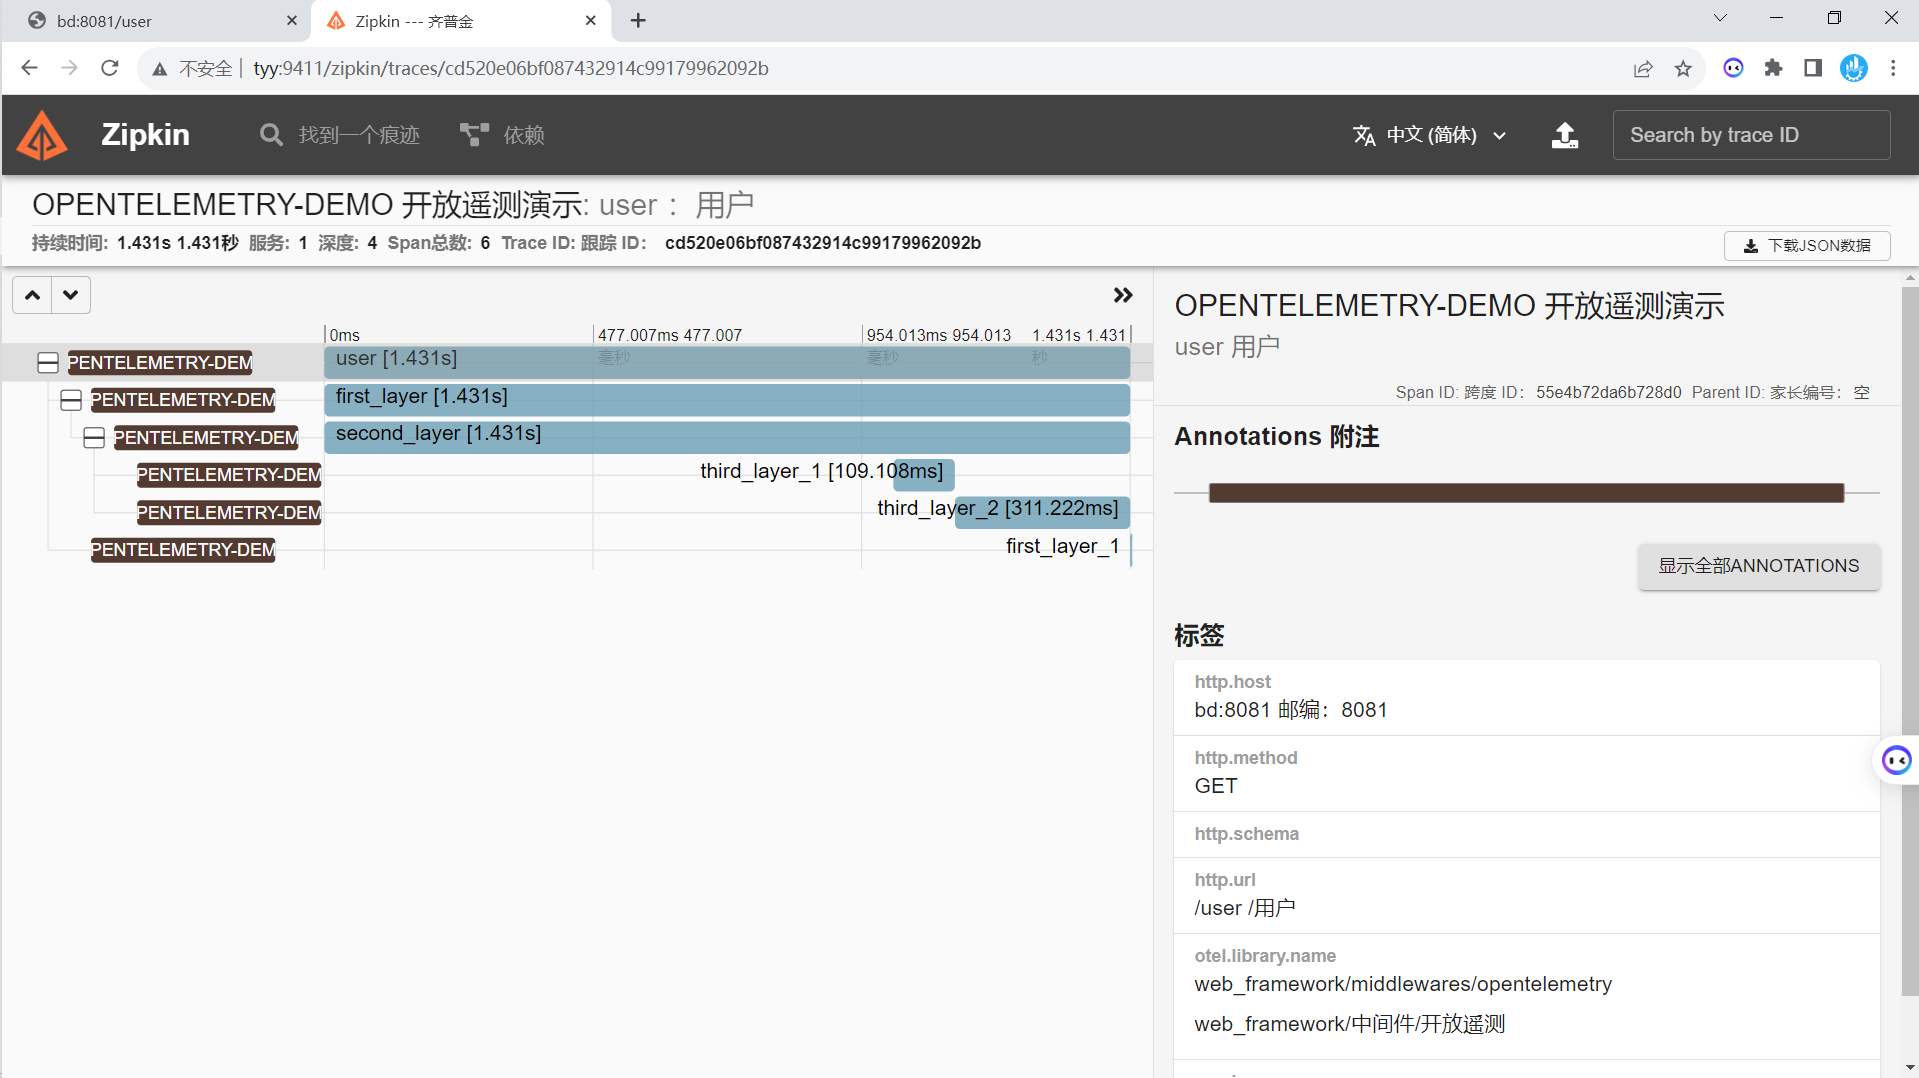 bd:8081/user
Zipkin --- 齐普金
不安全 tyy:9411/zipkin/traces/cd520e06bf087432914c99179962092b
Zipkin 找到一个痕迹 依赖 中文 (简体) Search by trace ID
OPENTELEMETRY-DEMO 开放遥测演示: user : 用户
持续时间: 1.431s 1.431秒 服务: 1 深度: 4 Span总数: 6 Trace ID: 跟踪 ID: cd520e06bf087432914c99179962092b
下载JSON数据
0ms 477.007ms 477.007 毫秒 954.013ms 954.013 毫秒 1.431s 1.431 秒
PENTELEMETRY-DEM user [1.431s]
PENTELEMETRY-DEM first_layer [1.431s]
PENTELEMETRY-DEM second_layer [1.431s]
PENTELEMETRY-DEM third_layer_1 [109.108ms]
PENTELEMETRY-DEM third_layer_2 [311.222ms]
PENTELEMETRY-DEM first_layer_1
OPENTELEMETRY-DEMO 开放遥测演示
user 用户
Span ID: 跨度 ID: 55e4b72da6b728d0 Parent ID: 家长编号: 空
Annotations 附注
显示全部ANNOTATIONS
标签
http.host
bd:8081 邮编：8081
http.method
GET
http.schema
http.url
/user /用户
otel.library.name
web_framework/middlewares/opentelemetry
web_framework/中间件/开放遥测